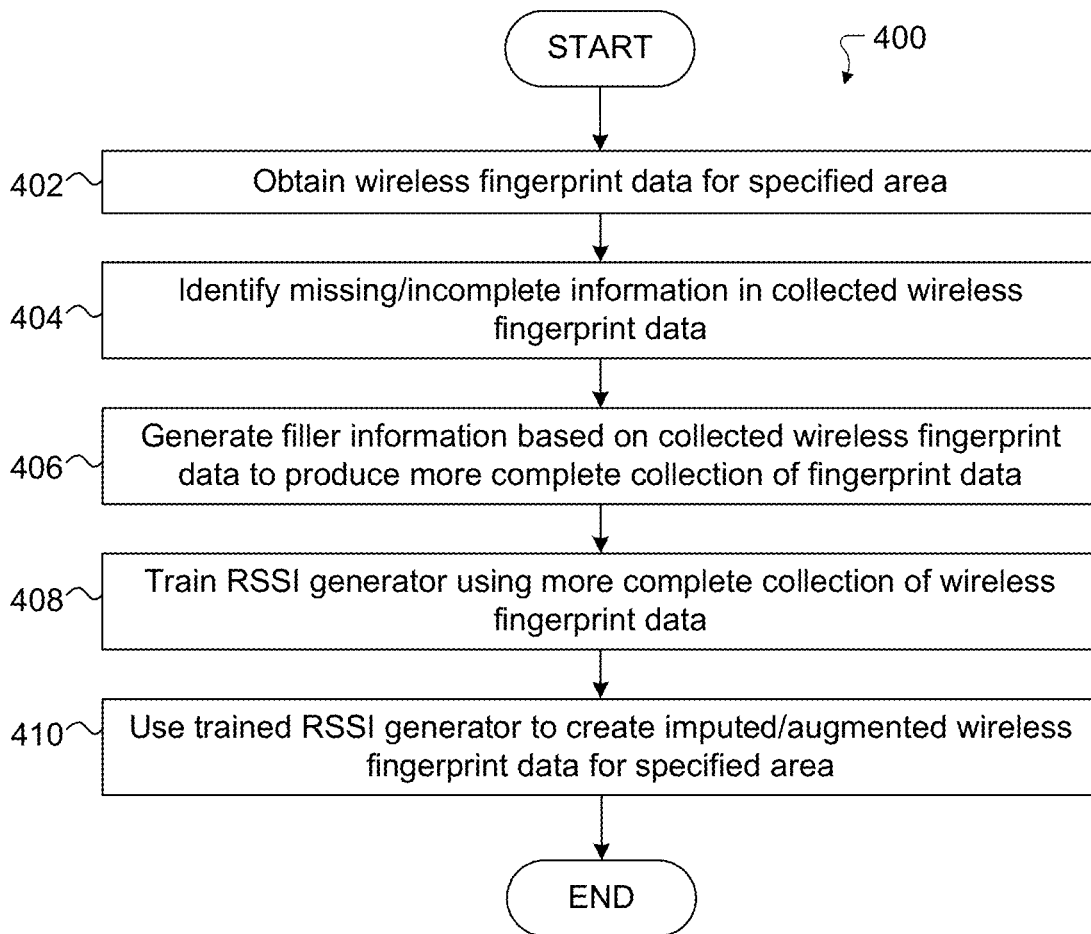 START
400
402
Obtain wireless fingerprint data for specified area
404
Identify missing/incomplete information in collected wireless
fingerprint data
406
Generate filler information based on collected wireless fingerprint
data to produce more complete collection of fingerprint data
408
Train RSSI generator using more complete collection of wireless
fingerprint data
410
Use trained RSSI generator to create imputed/augmented wireless
fingerprint data for specified area
END